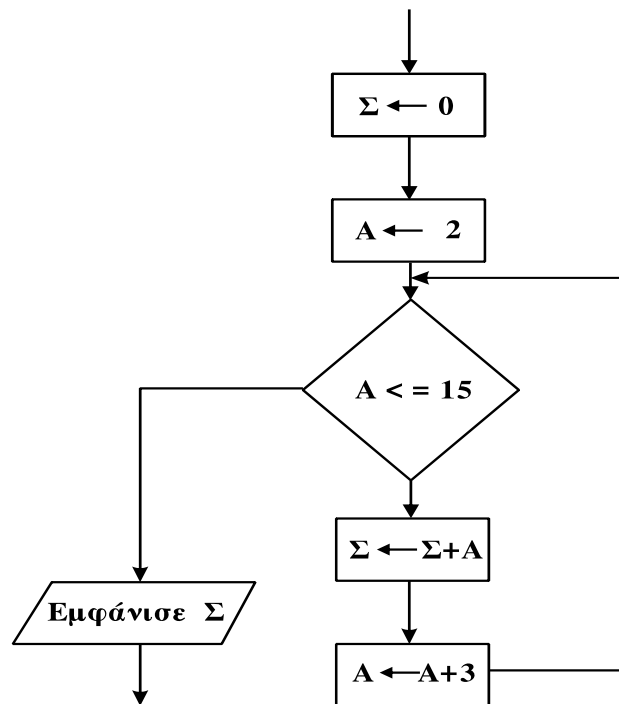 Σ ← 0
Α ← 2
Α < = 15
Σ ← Σ+Α
Εμφάνισε Σ
Α ← Α+3